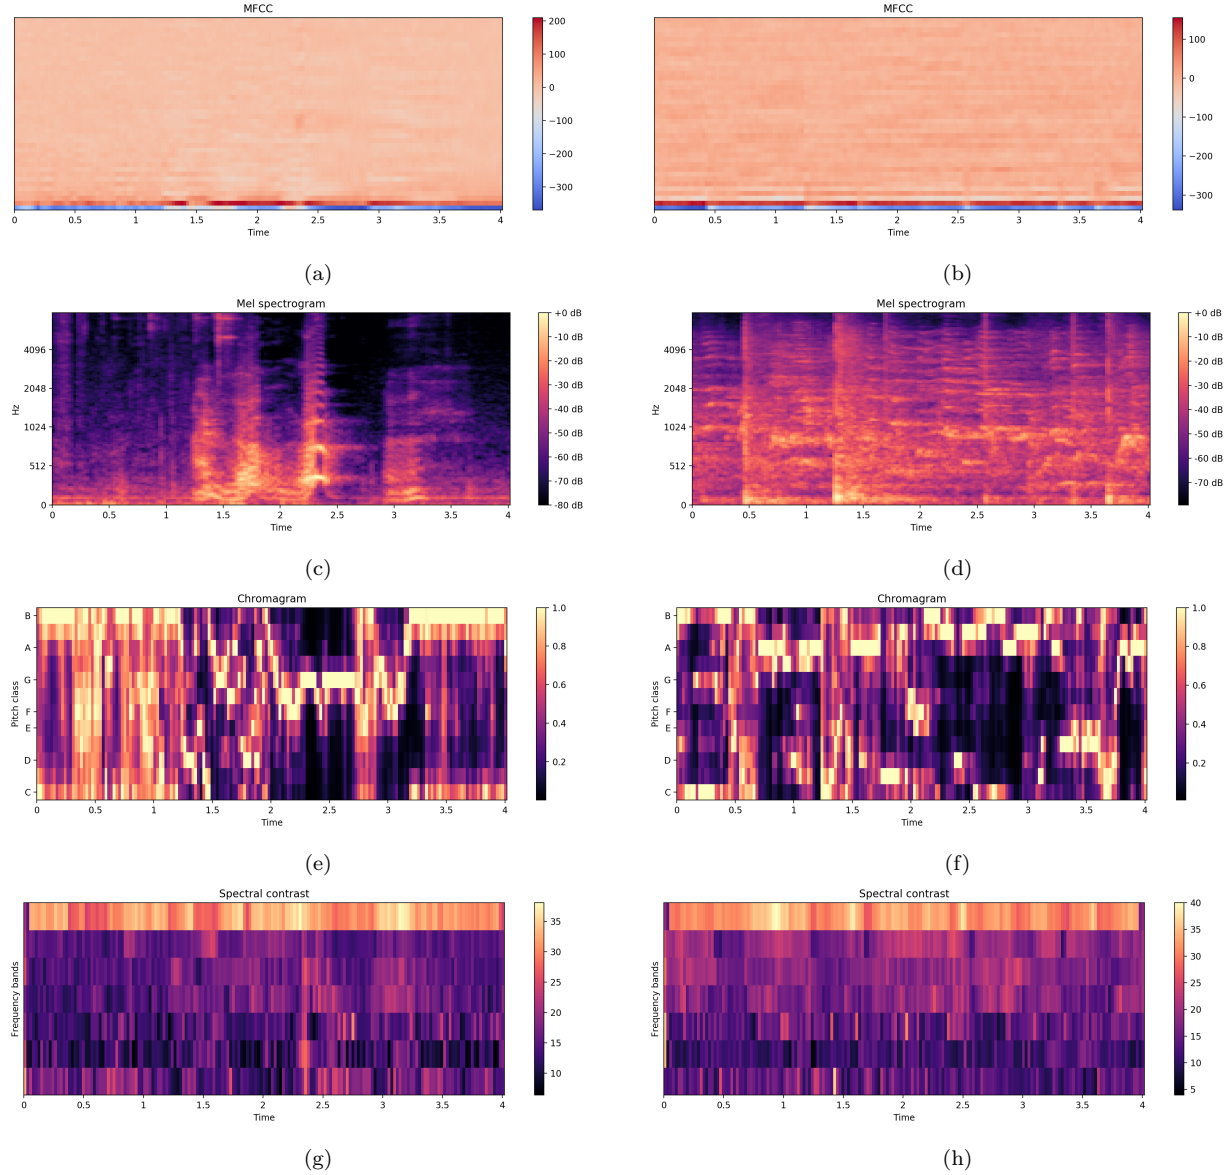 MFCC
200
100
0
−100
−200
−300
0 0.5 1 1.5 2 2.5 3 3.5 4
Time
(a)
MFCC
100
0
−100
−200
−300
0 0.5 1 1.5 2 2.5 3 3.5 4
Time
(b)
Mel spectrogram
Hz
4096
2048
1024
512
0
+0 dB
-10 dB
-20 dB
-30 dB
-40 dB
-50 dB
-60 dB
-70 dB
-80 dB
0 0.5 1 1.5 2 2.5 3 3.5 4
Time
(c)
Mel spectrogram
Hz
4096
2048
1024
512
0
+0 dB
-10 dB
-20 dB
-30 dB
-40 dB
-50 dB
-60 dB
-70 dB
0 0.5 1 1.5 2 2.5 3 3.5 4
Time
(d)
Chromagram
Pitch class
B
A
G
F
E
D
C
1.0
0.8
0.6
0.4
0.2
0 0.5 1 1.5 2 2.5 3 3.5 4
Time
(e)
Chromagram
Pitch class
B
A
G
F
E
D
C
1.0
0.8
0.6
0.4
0.2
0 0.5 1 1.5 2 2.5 3 3.5 4
Time
(f)
Spectral contrast
Frequency bands
35
30
25
20
15
10
0 0.5 1 1.5 2 2.5 3 3.5 4
Time
(g)
Spectral contrast
Frequency bands
40
35
30
25
20
15
10
5
0 0.5 1 1.5 2 2.5 3 3.5 4
Time
(h)